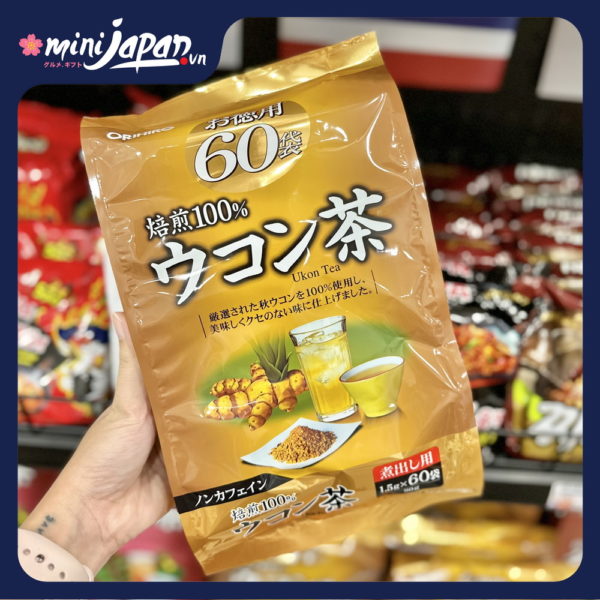 mini JAPAN.vn
グルメ.ギフト
ORIHIRO
お徳用
60袋
焙煎100%
ウコン茶
Ukon Tea
厳選された秋ウコンを100%使用し、
美味しくクセのない味に仕上げました。
ノンカフェイン
煮出し用
1.5g×60袋
焙煎100%
ウコン茶